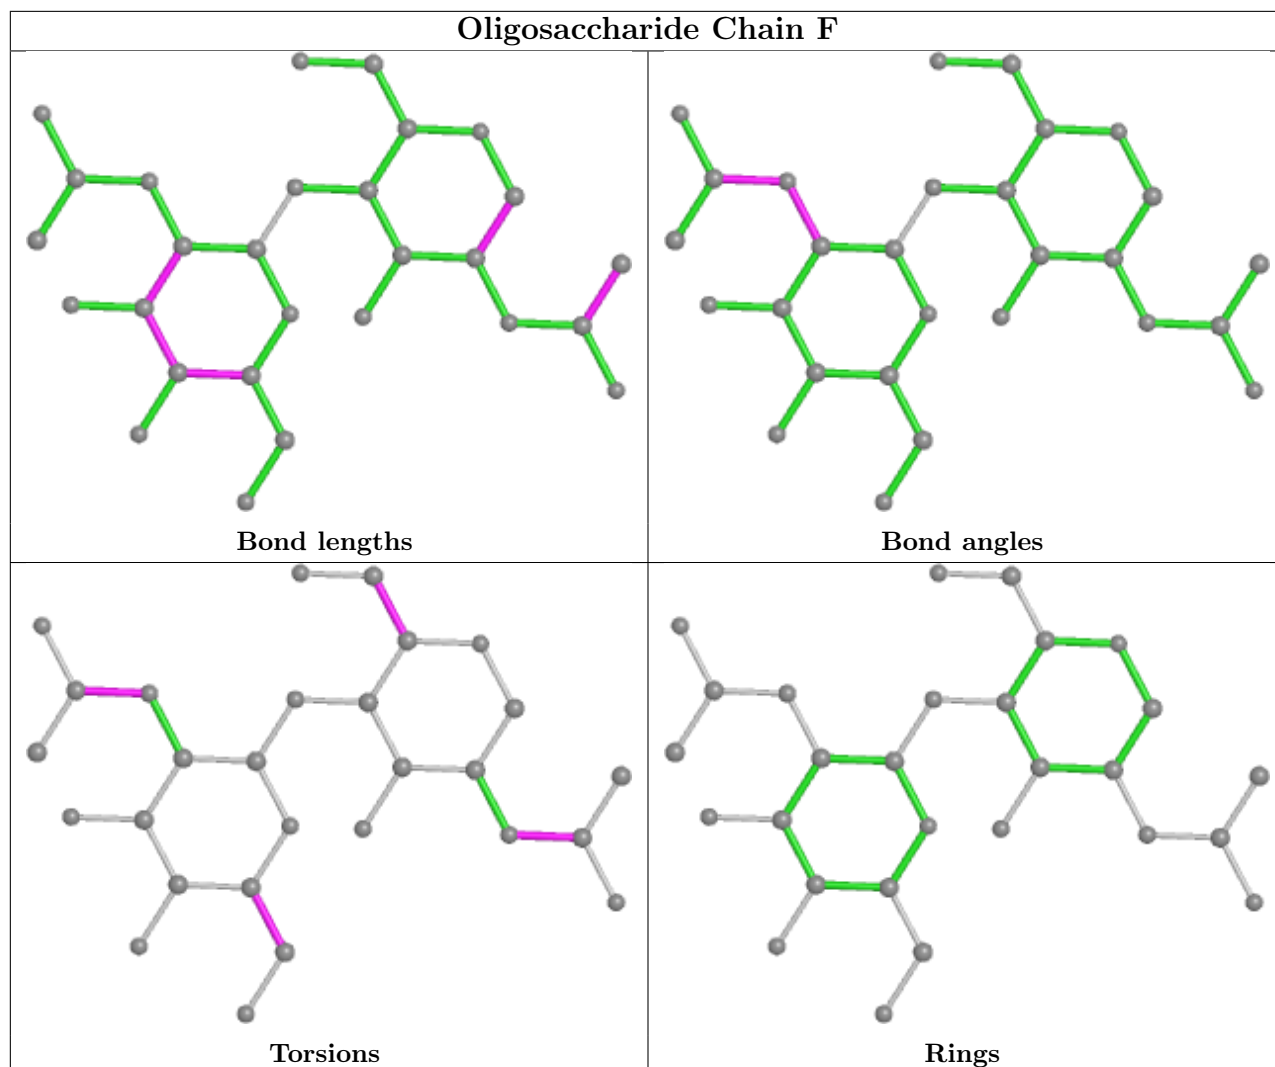 Oligosaccharide Chain F
Bond lengths
Bond angles
Torsions
Rings